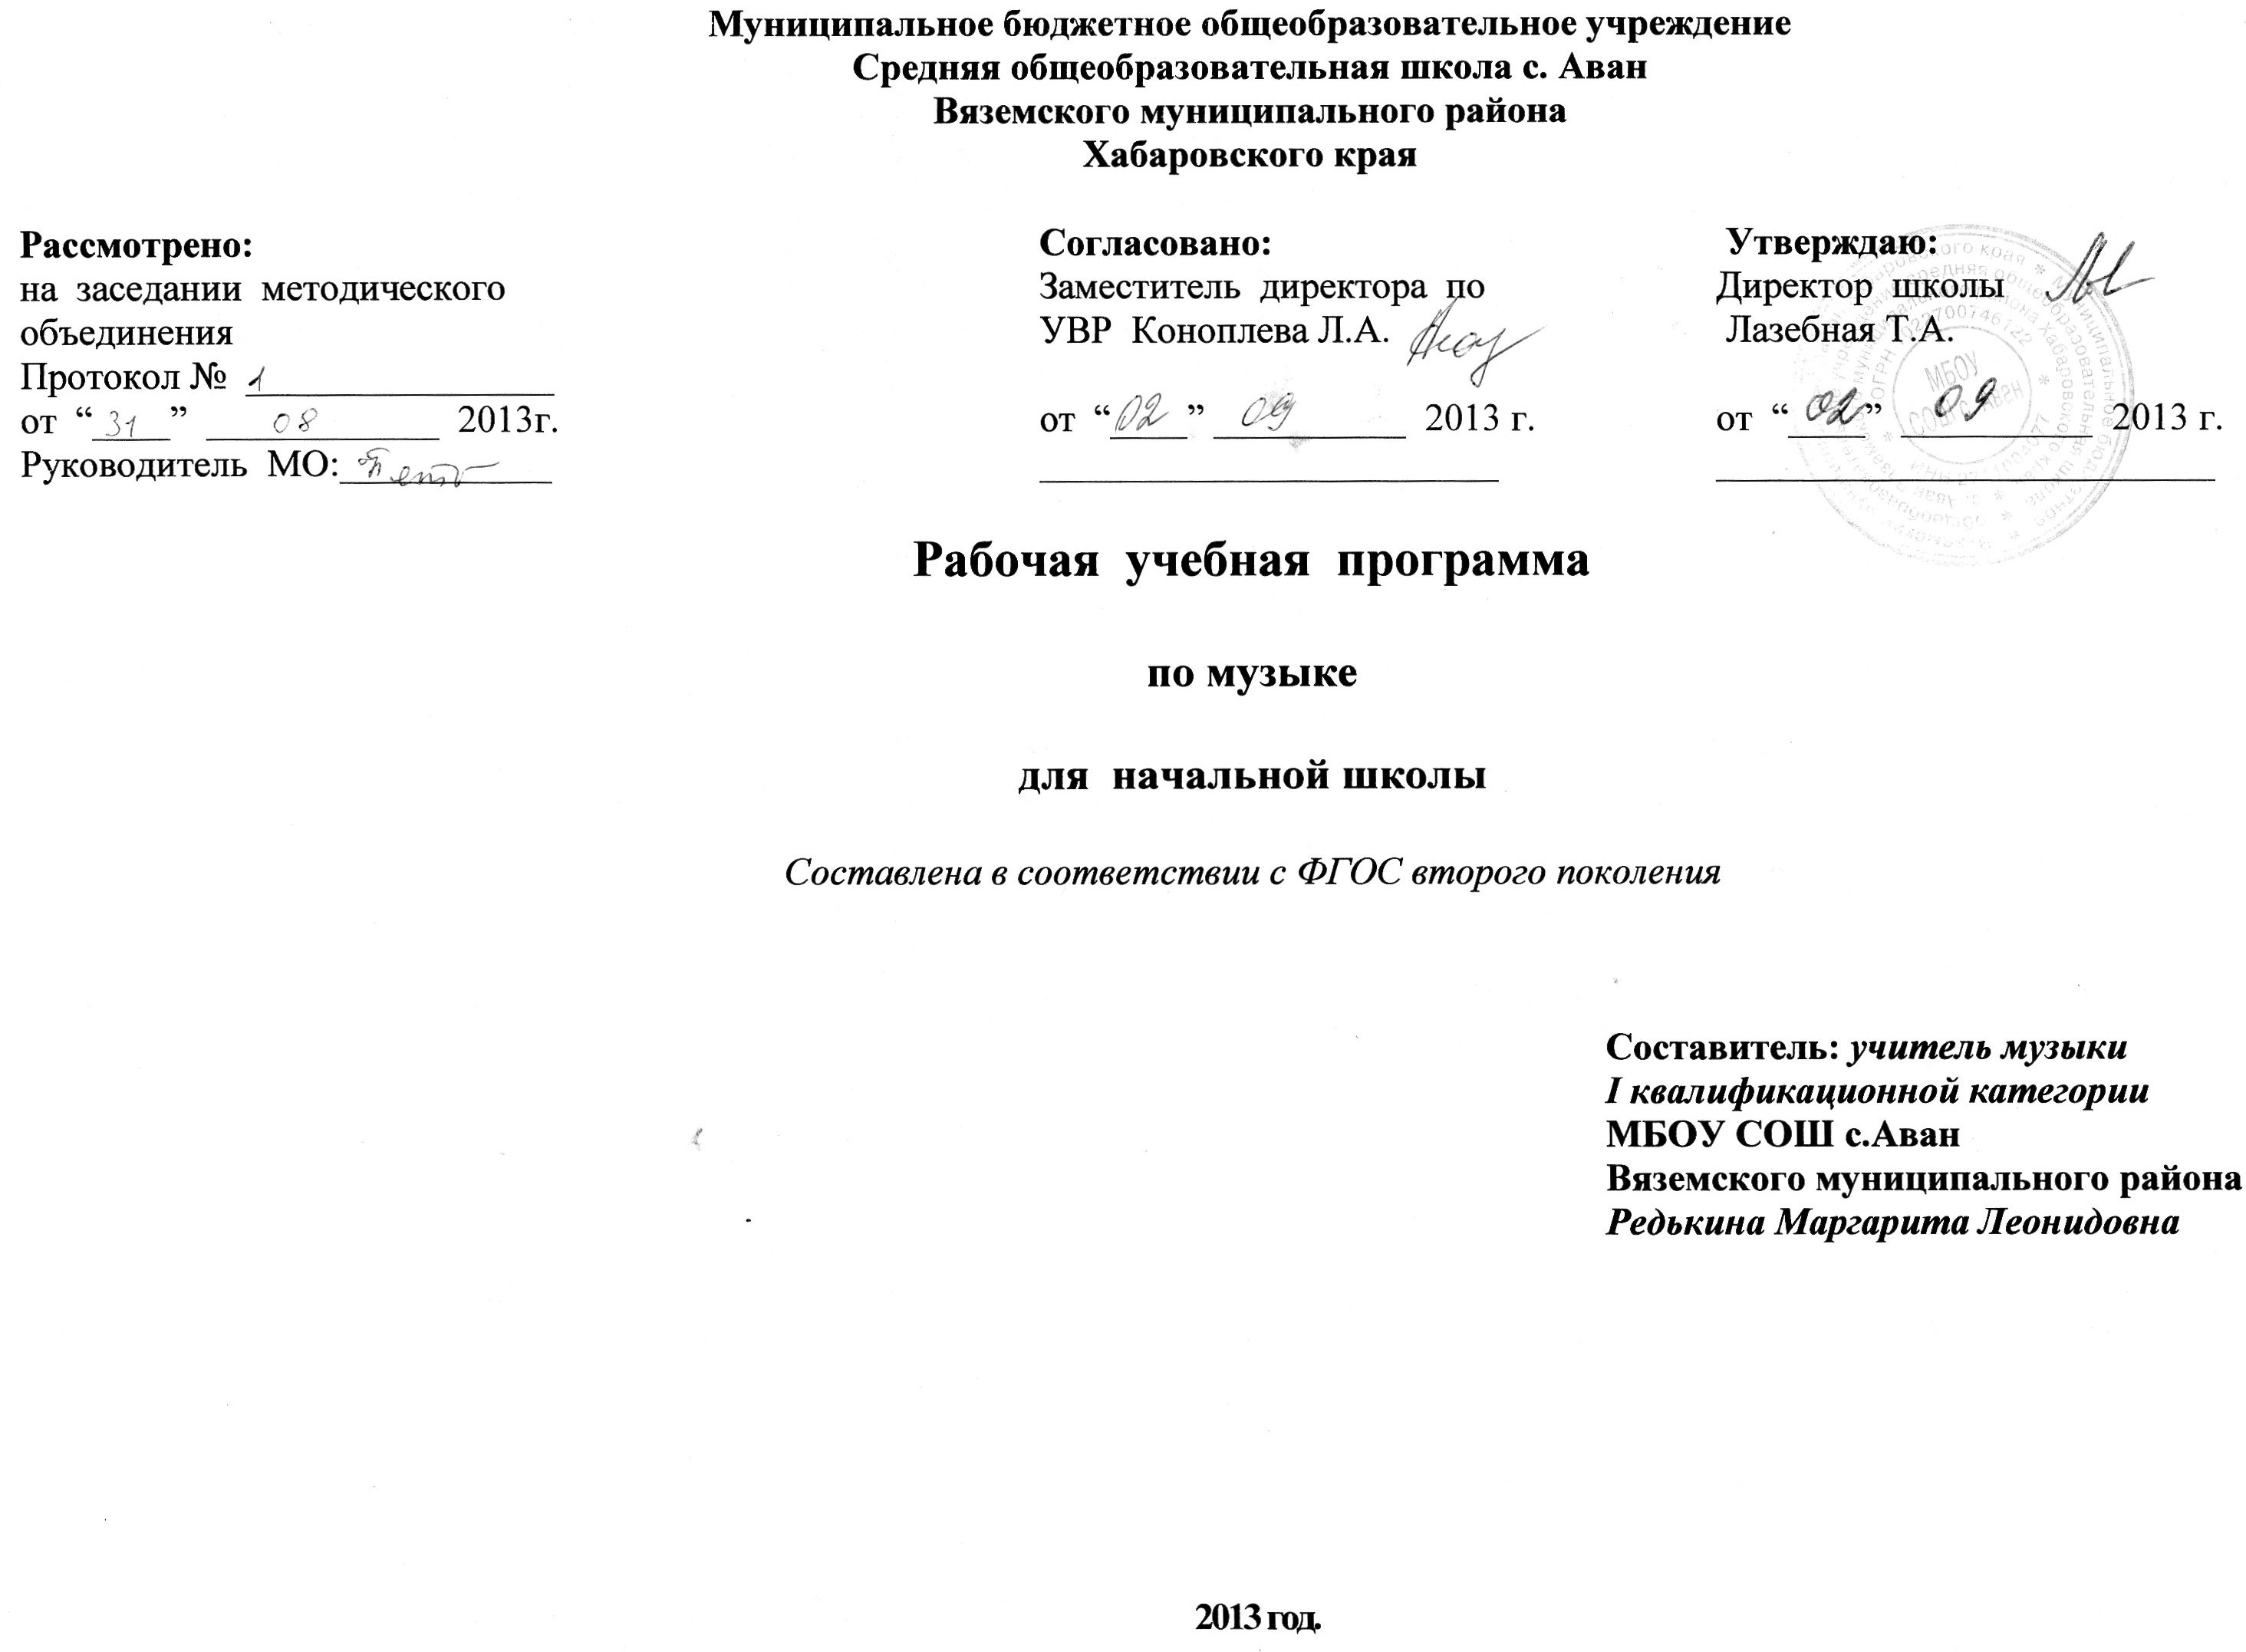 Муниципальное бюджетное общеобразовательное учреждение
Средняя общеобразовательная школа с. Аван
Вяземского муниципального района
Хабаровского края
Рассмотрено:
на заседании методического
объединения
Протокол № 1
от “31” 08 2013г.
Руководитель МО:
Согласовано:
Заместитель директора по
УВР Коноплева Л.А.
от “02” 09 2013 г.
Утверждаю:
Директор школы
Лазебная Т.А.
от “02” 09 2013 г.
МБОУ
Рабочая учебная программа
по музыке
для начальной школы
Составлена в соответствии с ФГОС второго поколения
Составитель: учитель музыки
I квалификационной категории
МБОУ СОШ с.Аван
Вяземского муниципального района
Редькина Маргарита Леонидовна
2013 год.